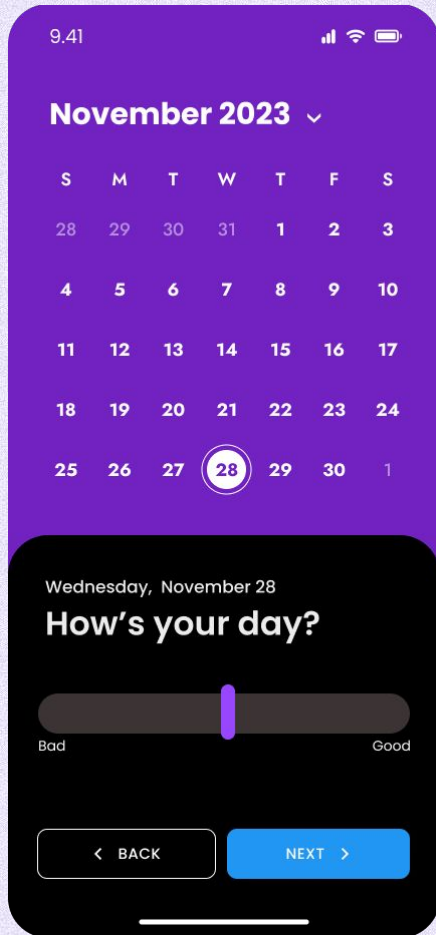 9.41
November 2023
S M T W T F S
28 29 30 31 1 2 3
4 5 6 7 8 9 10
11 12 13 14 15 16 17
18 19 20 21 22 23 24
25 26 27 28 29 30 1
Wednesday, November 28
How's your day?
Bad Good
BACK NEXT